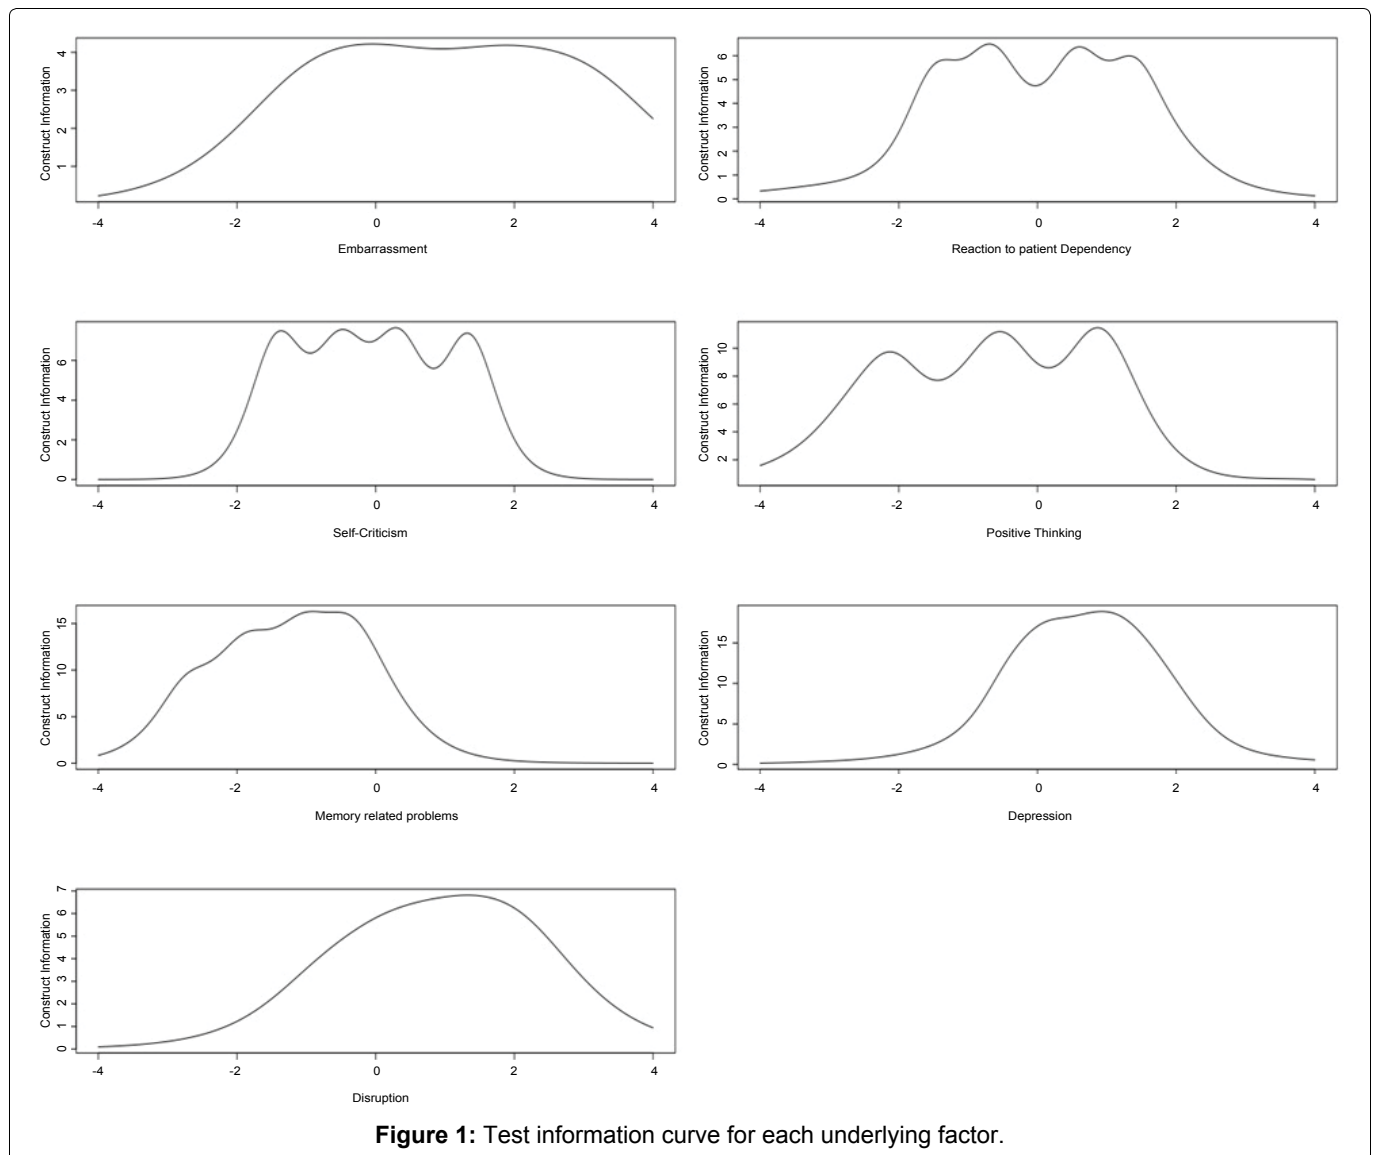 Construct Information
4
3
2
1
-4 -2 0 2 4
Embarrassment
Construct Information
6
5
4
3
2
1
0
-4 -2 0 2 4
Reaction to patient Dependency
Construct Information
6
4
2
0
-4 -2 0 2 4
Self-Criticism
Construct Information
10
8
6
4
2
-4 -2 0 2 4
Positive Thinking
Construct Information
15
10
5
0
-4 -2 0 2 4
Memory related problems
Construct Information
15
10
5
0
-4 -2 0 2 4
Depression
Construct Information
7
6
5
4
3
2
1
0
-4 -2 0 2 4
Disruption
Figure 1: Test information curve for each underlying factor.